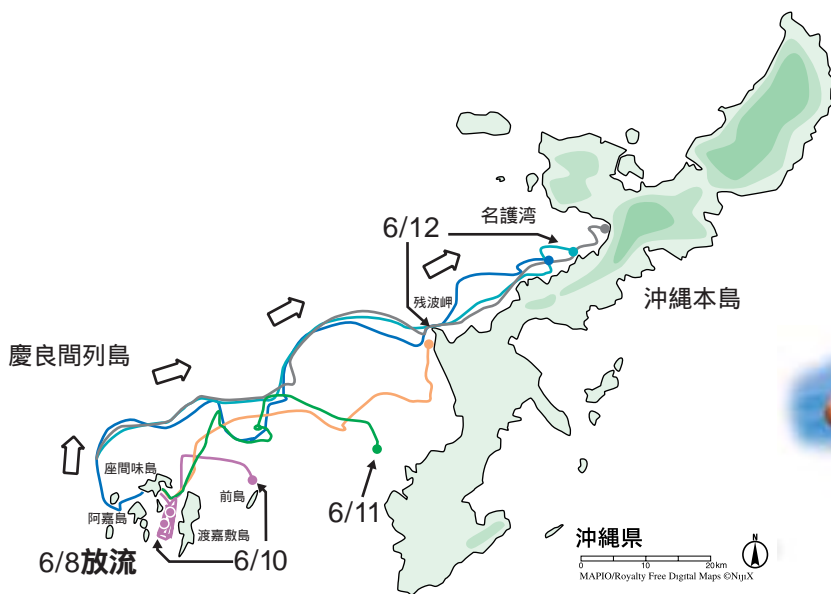 名護湾
6/12
残波岬
沖縄本島
慶良間列島
座間味島
阿嘉島
前島
渡嘉敷島
6/11
6/10
6/8放流
沖縄県
N
0 10 20km
MAPIO/Royalty Free Digital Maps ©NijiX